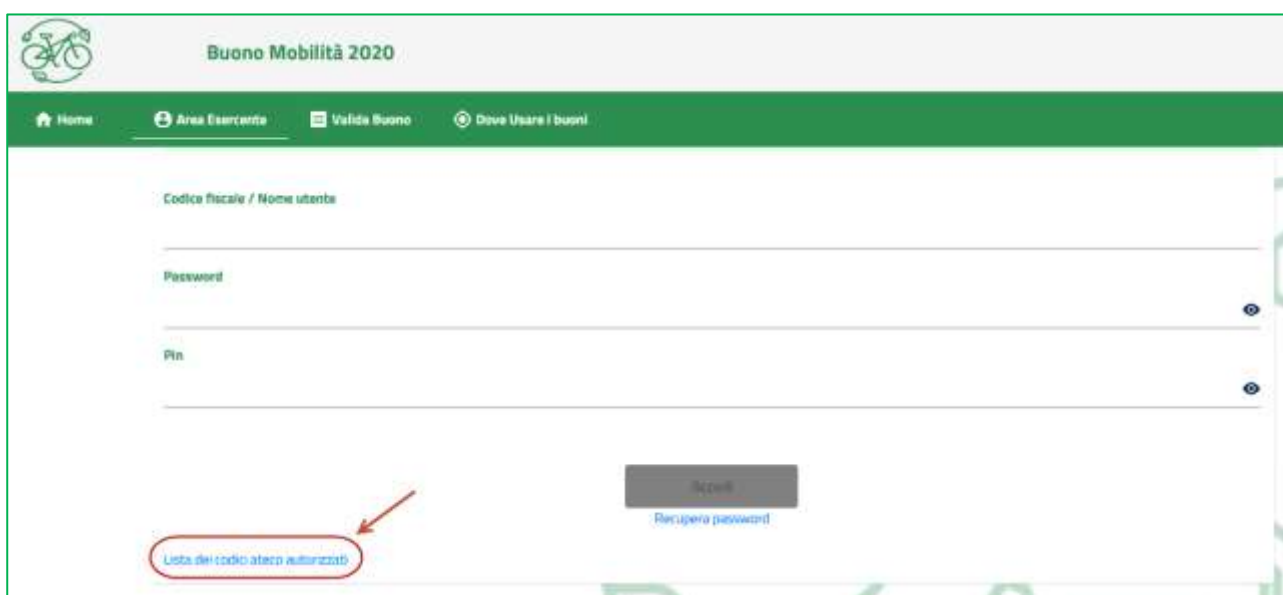 Buono Mobilità 2020
Home Area Esercente Valida Buono Dove Usare i buoni
Codice fiscale / Nome utente
Password
Pin
Accedi
Recupera password
Lista dei codici ateco autorizzati